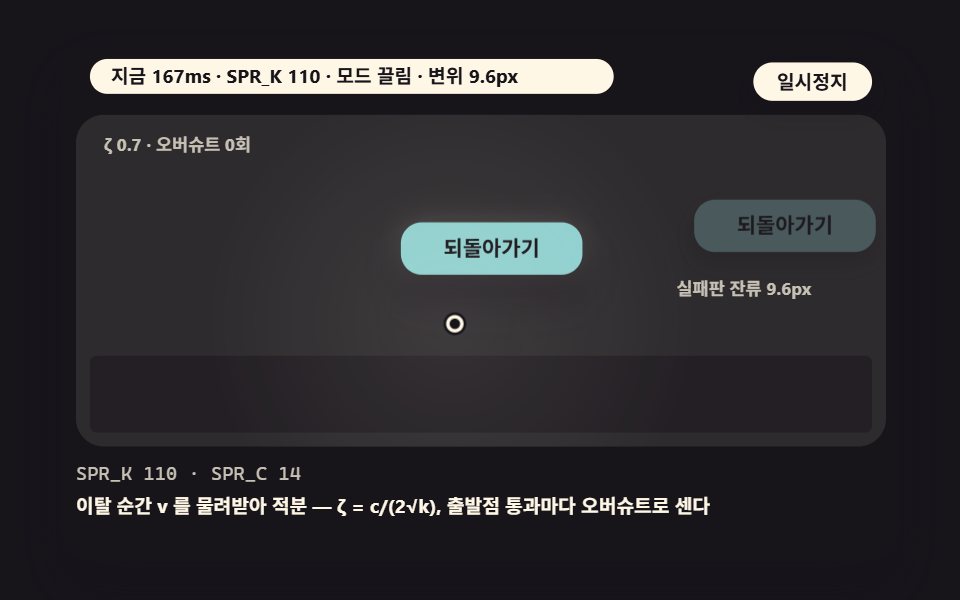 지금 167ms · SPR_K 110 · 모드 끌림 · 변위 9.6px
일시정지
ζ 0.7 · 오버슈트 0회
되돌아가기
되돌아가기
실패판 잔류 9.6px
SPR_K 110 · SPR_C 14
이탈 순간 v 를 물려받아 적분 — ζ = c/(2√k), 출발점 통과마다 오버슈트로 센다